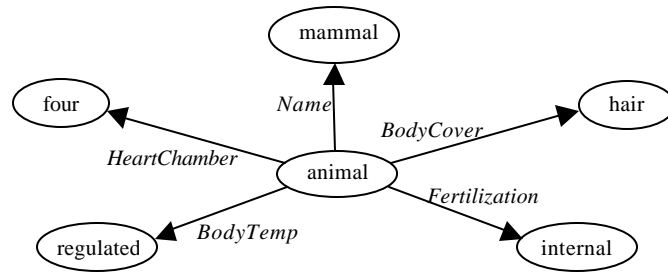 mammal
four
Name
hair
BodyCover
HeartChamber
animal
Fertilization
regulated
BodyTemp
internal